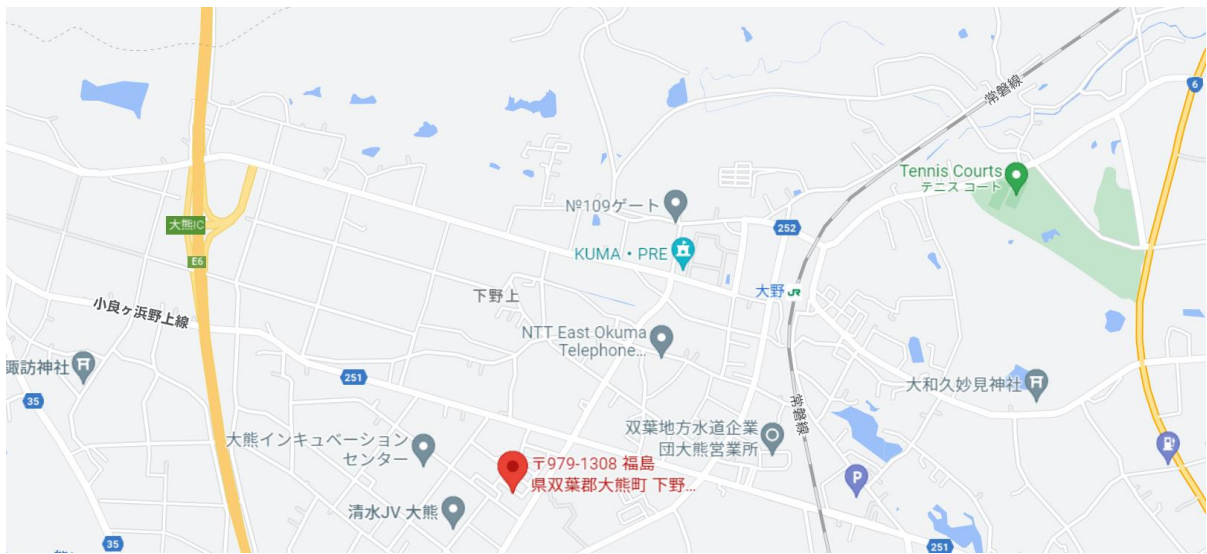 常磐線
6
Tennis Courts
テニス コート
№109ゲート
252
大熊IC
KUMA・PRE
E6
大野 JR
下野上
小良ヶ浜野上線
NTT East Okuma
Telephone...
諏訪神社
251
35
大和久妙見神社
常磐線
双葉地方水道企業
団大熊営業所
大熊インキュベーション
センター
〒979-1308 福島
県双葉郡大熊町 下野...
P
清水JV 大熊
35
251